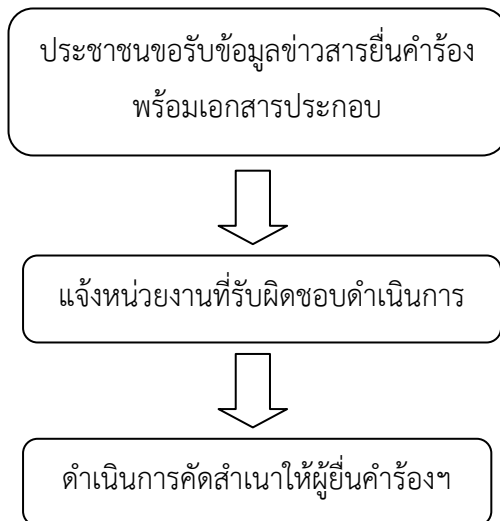 ประชาชนขอรับข้อมูลข่าวสารยื่นคำร้อง
พร้อมเอกสารประกอบ
แจ้งหน่วยงานที่รับผิดชอบดำเนินการ
ดำเนินการคัดสำเนาให้ผู้ยื่นคำร้องฯ